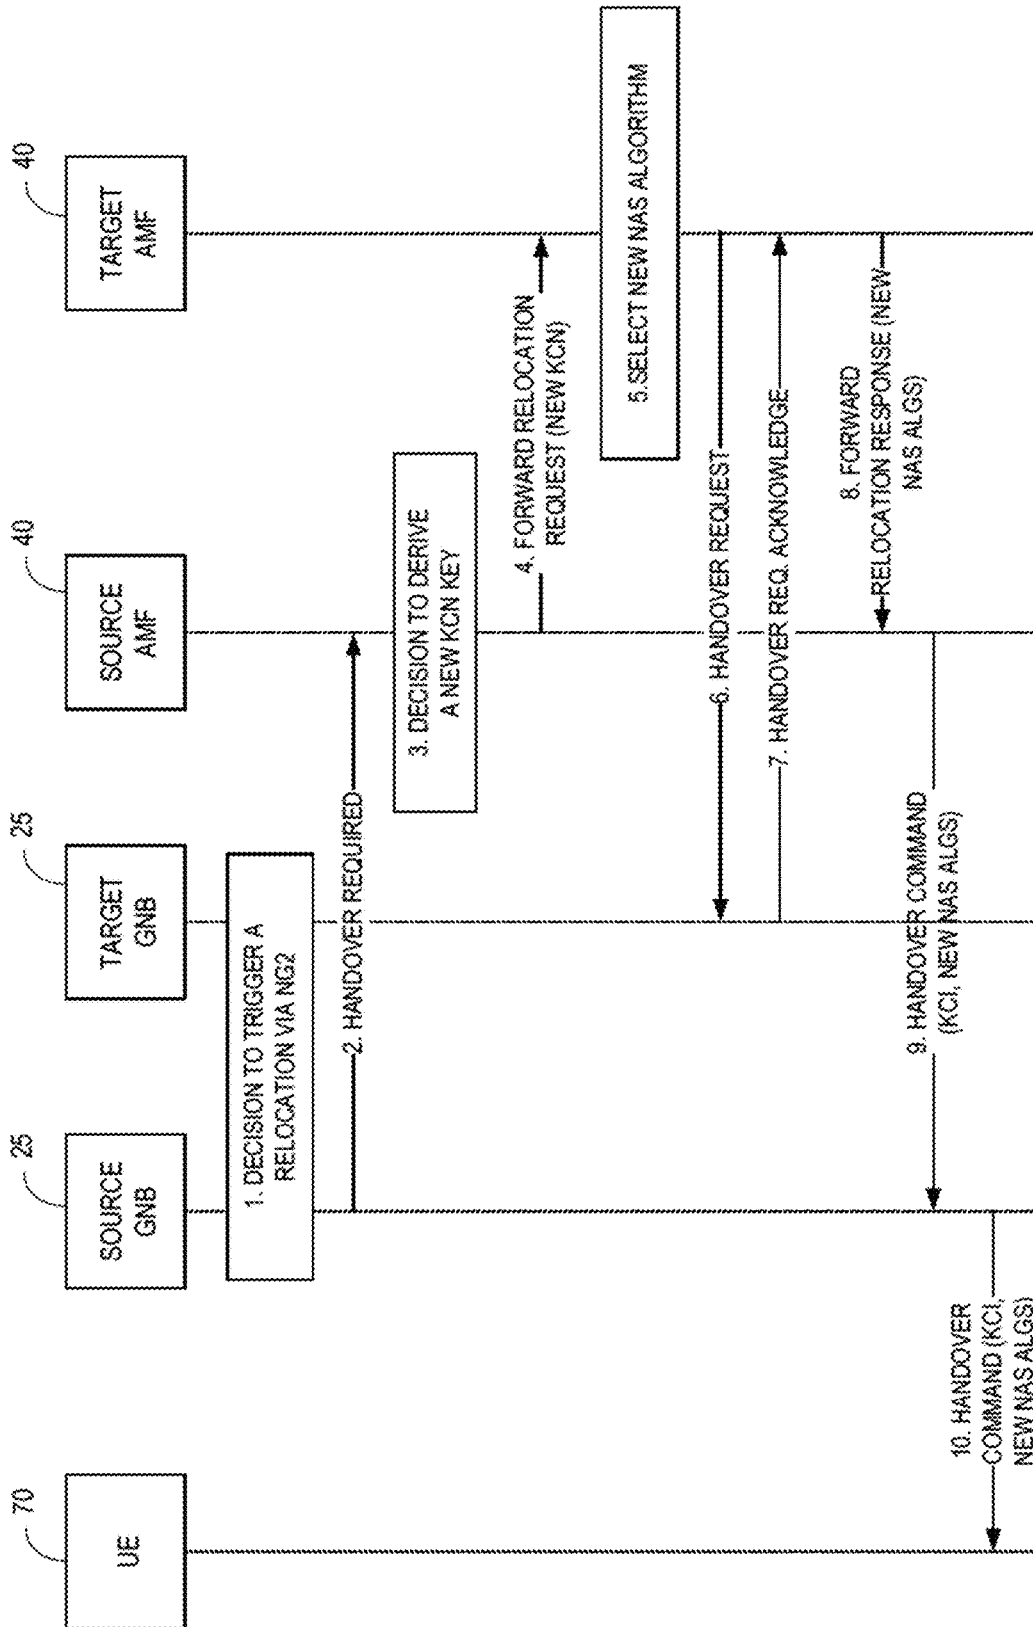 70
UE
25
SOURCE
GNB
25
TARGET
GNB
40
SOURCE
AMF
40
TARGET
AMF
1. DECISION TO TRIGGER A
RELOCATION VIA NG2
2. HANDOVER REQUIRED
3. DECISION TO DERIVE
A NEW KCN KEY
4. FORWARD RELOCATION
REQUEST (NEW KCN)
5.SELECT NEW NAS ALGORITHM
6. HANDOVER REQUEST
7. HANDOVER REQ. ACKNOWLEDGE
8. FORWARD
RELOCATION RESPONSE (NEW
NAS ALGS)
9. HANDOVER COMMAND
(KCI, NEW NAS ALGS)
10. HANDOVER
COMMAND (KCI,
NEW NAS ALGS)